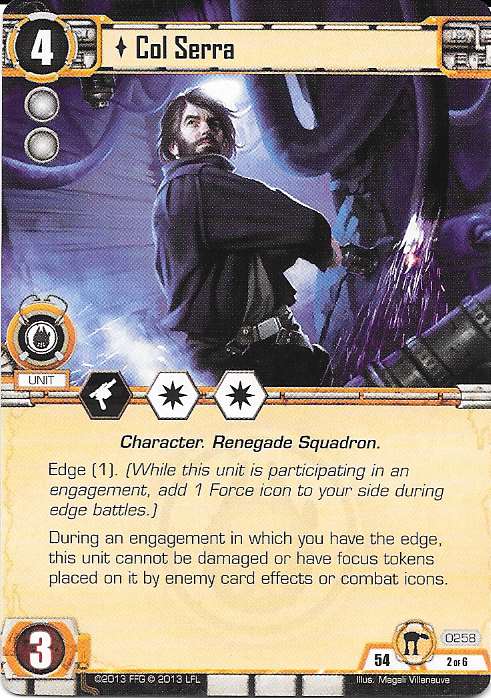 4
Col Serra
UNIT
Character. Renegade Squadron.
Edge (1). (While this unit is participating in an
engagement, add 1 Force icon to your side during
edge battles.)
During an engagement in which you have the edge,
this unit cannot be damaged or have focus tokens
placed on it by enemy card effects or combat icons.
3
0258
54
2 of 6
©2013 FFG © 2013 LFL
Illus. Magali Villeneuve